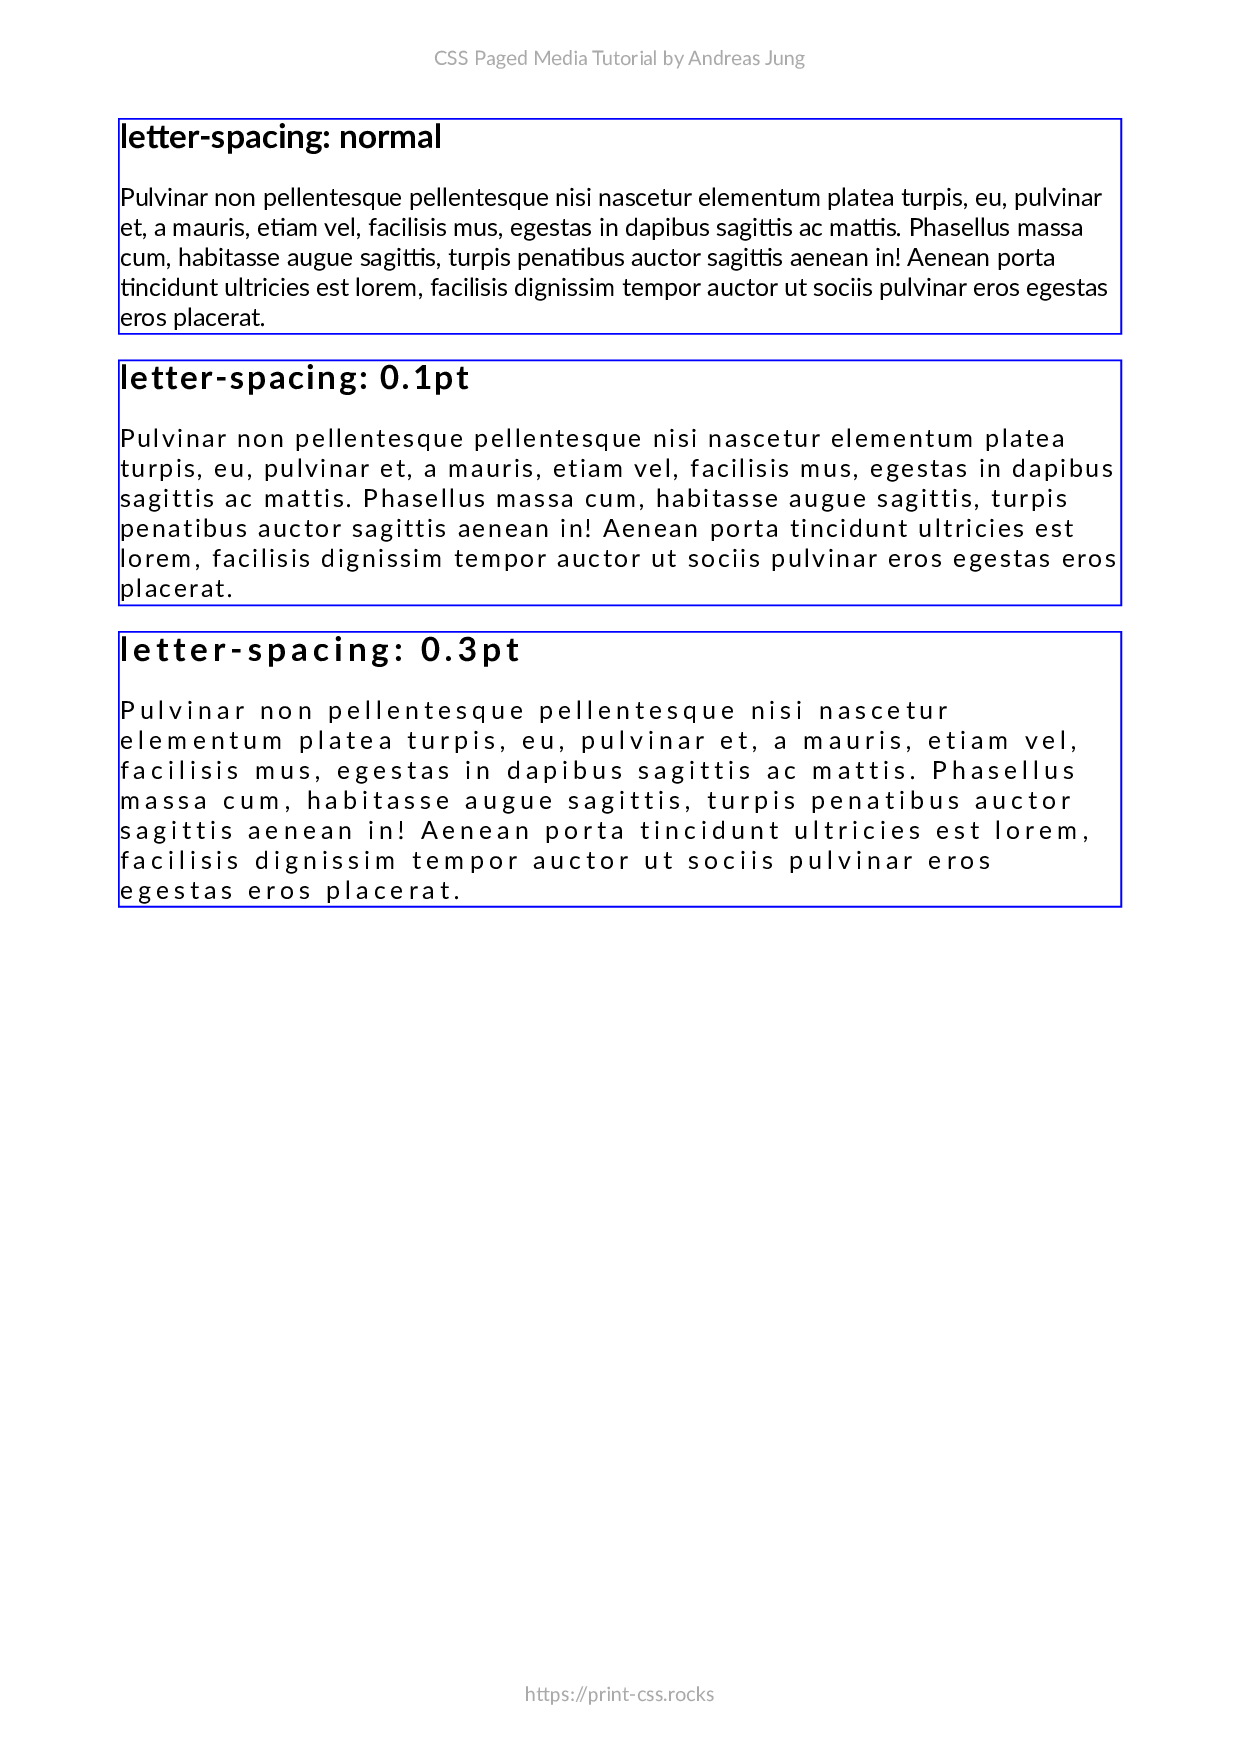 CSS Paged Media Tutorial by Andreas Jung
letter-spacing: normal
Pulvinar non pellentesque pellentesque nisi nascetur elementum platea turpis, eu, pulvinar
et, a mauris, etiam vel, facilisis mus, egestas in dapibus sagittis ac mattis. Phasellus massa
cum, habitasse augue sagittis, turpis penatibus auctor sagittis aenean in! Aenean porta
tincidunt ultricies est lorem, facilisis dignissim tempor auctor ut sociis pulvinar eros egestas
eros placerat.
letter-spacing: 0.1pt
Pulvinar non pellentesque pellentesque nisi nascetur elementum platea
turpis, eu, pulvinar et, a mauris, etiam vel, facilisis mus, egestas in dapibus
sagittis ac mattis. Phasellus massa cum, habitasse augue sagittis, turpis
penatibus auctor sagittis aenean in! Aenean porta tincidunt ultricies est
lorem, facilisis dignissim tempor auctor ut sociis pulvinar eros egestas eros
placerat.
letter-spacing: 0.3pt
Pulvinar non pellentesque pellentesque nisi nascetur
elementum platea turpis, eu, pulvinar et, a mauris, etiam vel,
facilisis mus, egestas in dapibus sagittis ac mattis. Phasellus
massa cum, habitasse augue sagittis, turpis penatibus auctor
sagittis aenean in! Aenean porta tincidunt ultricies est lorem,
facilisis dignissim tempor auctor ut sociis pulvinar eros
egestas eros placerat.
https://print-css.rocks